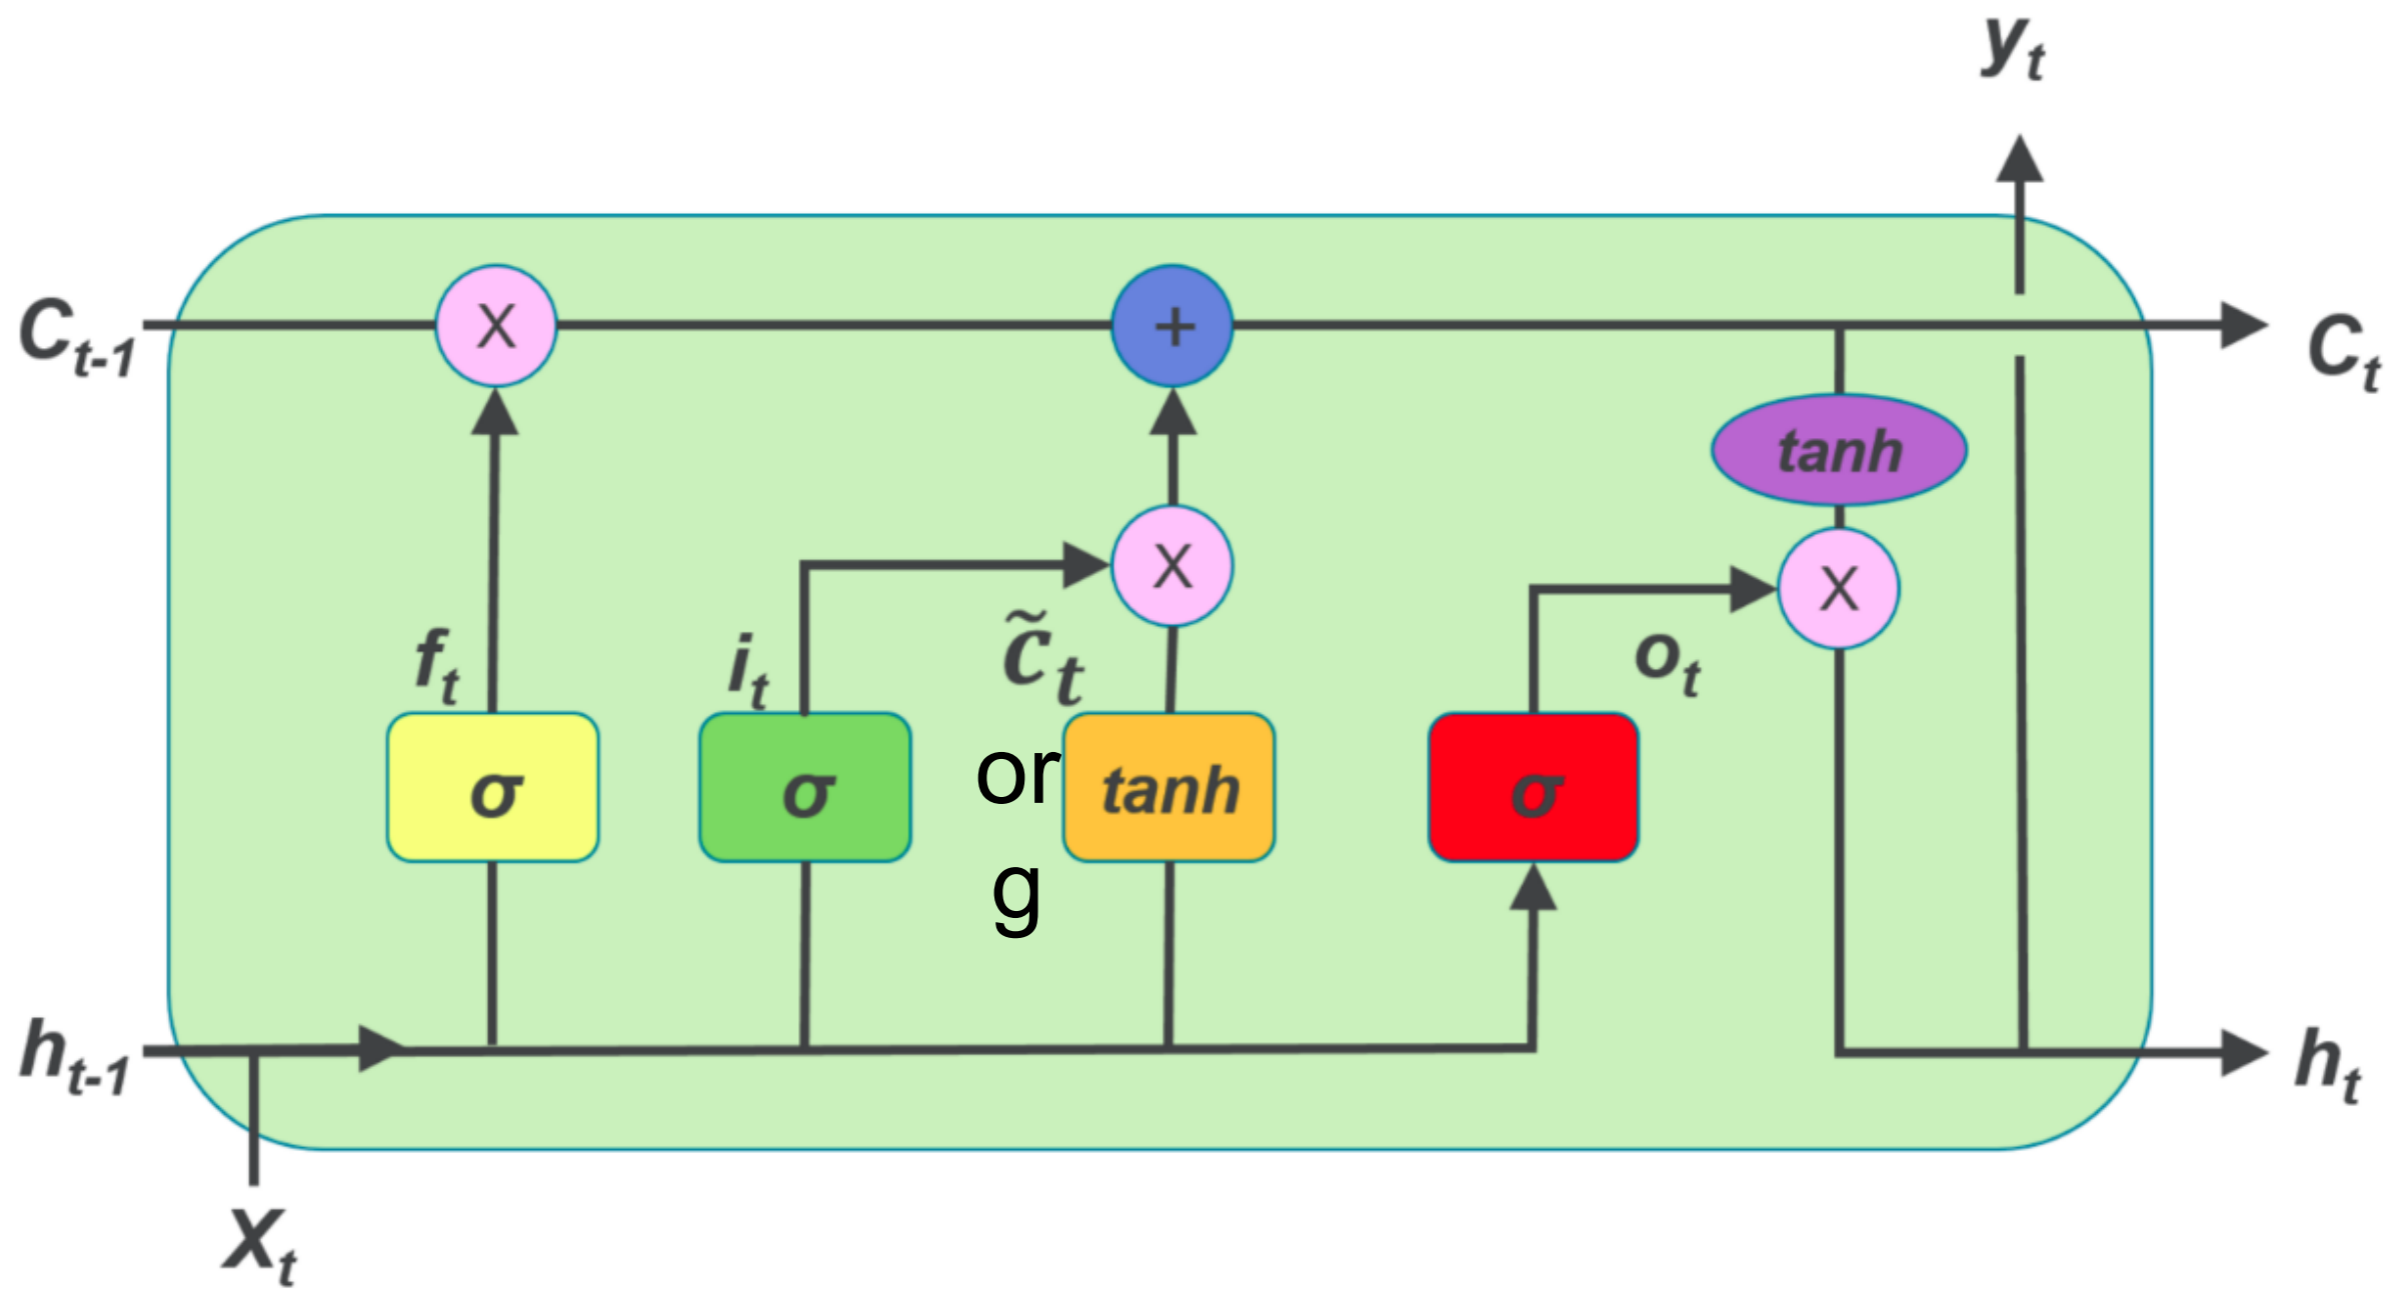 yₜ
Cₜ₋₁
X
+
Cₜ
tanh
X
X
fₜ
iₜ
c̃ₜ
oₜ
σ
σ
or
tanh
σ
g
hₜ₋₁
hₜ
Xₜ